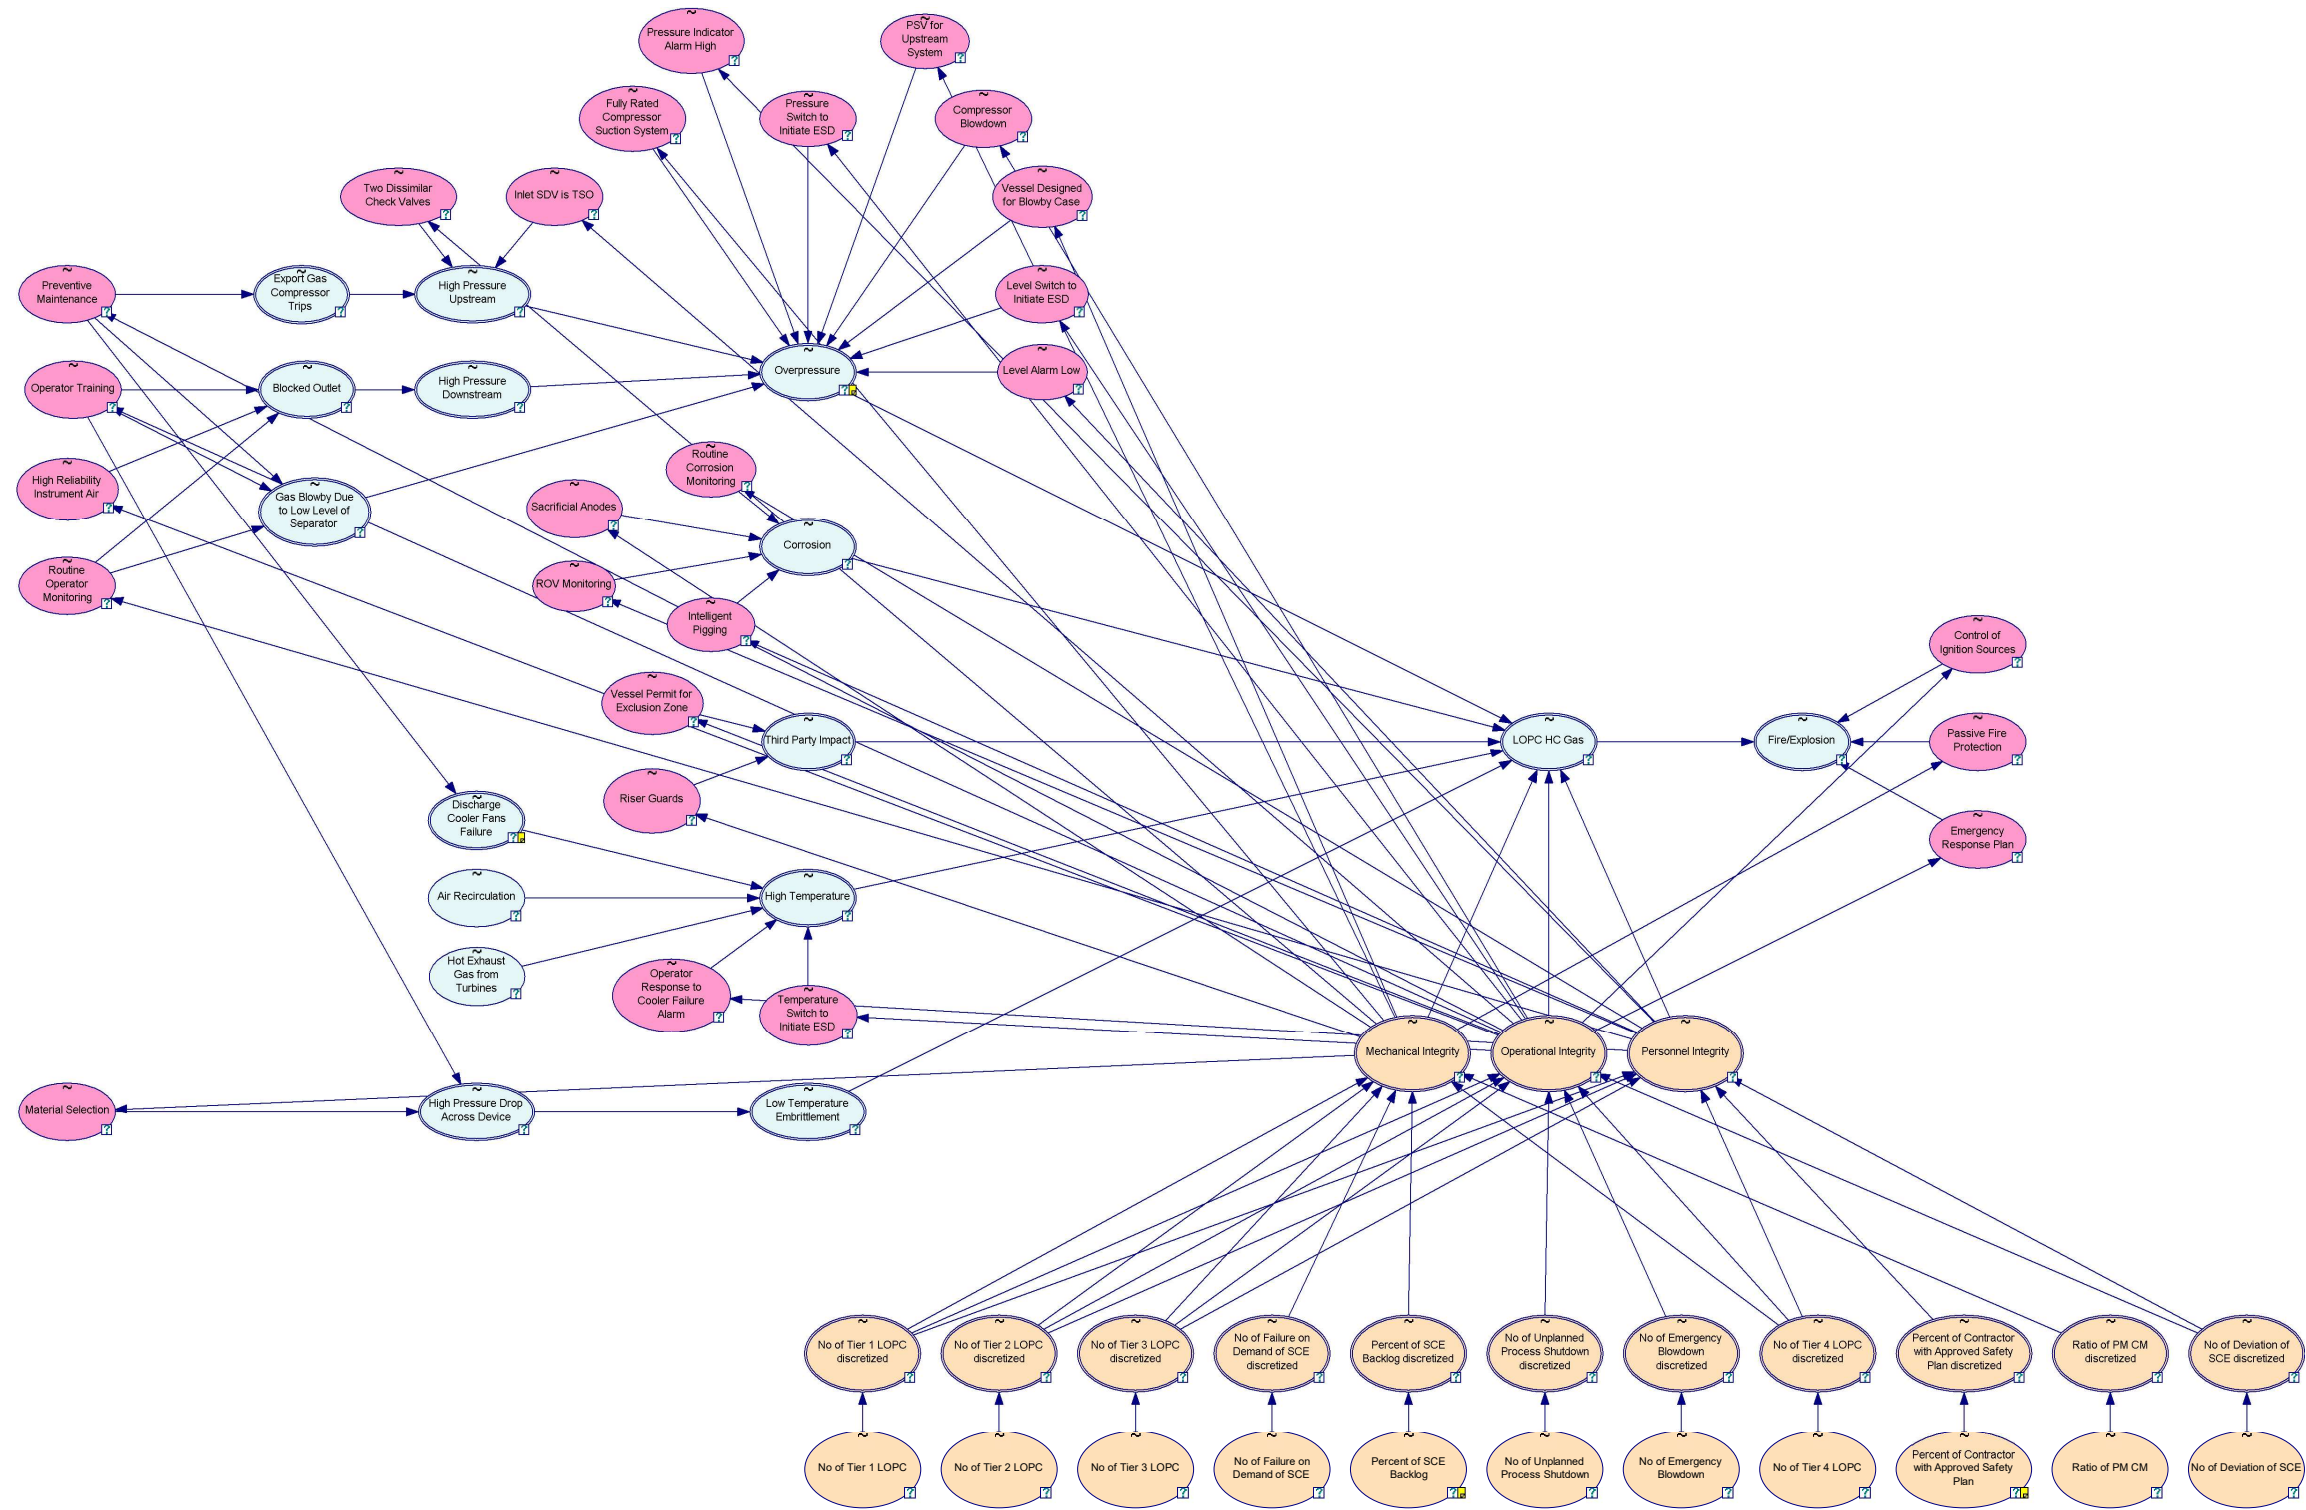 Pressure Indicator
Alarm High
PSV for
Upstream
System
Fully Rated
Compressor
Suction System
Pressure
Switch to
Initiate ESD
Compressor
Blowdown
Two Dissimilar
Check Valves
Inlet SDV is TSO
Vessel Designed
for Blowby Case
Preventive
Maintenance
Export Gas
Compressor
Trips
High Pressure
Upstream
Level Switch to
Initiate ESD
Operator Training
Blocked Outlet
High Pressure
Downstream
Overpressure
Level Alarm Low
High Reliability
Instrument Air
Gas Blowby Due
to Low Level of
Separator
Routine
Corrosion
Monitoring
Sacrificial Anodes
Corrosion
Routine
Operator
Monitoring
ROV Monitoring
Intelligent
Pigging
Control of
Ignition Sources
Vessel Permit for
Exclusion Zone
Third Party Impact
LOPC HC Gas
Fire/Explosion
Passive Fire
Protection
Riser Guards
Discharge
Cooler Fans
Failure
Emergency
Response Plan
Air Recirculation
High Temperature
Hot Exhaust
Gas from
Turbines
Operator
Response to
Cooler Failure
Alarm
Temperature
Switch to
Initiate ESD
Mechanical Integrity
Operational Integrity
Personnel Integrity
Material Selection
High Pressure Drop
Across Device
Low Temperature
Embrittlement
No of Tier 1 LOPC
discretized
No of Tier 2 LOPC
discretized
No of Tier 3 LOPC
discretized
No of Failure on
Demand of SCE
discretized
Percent of SCE
Backlog discretized
No of Unplanned
Process Shutdown
discretized
No of Emergency
Blowdown
discretized
No of Tier 4 LOPC
discretized
Percent of Contractor
with Approved Safety
Plan discretized
Ratio of PM CM
discretized
No of Deviation of
SCE discretized
No of Tier 1 LOPC
No of Tier 2 LOPC
No of Tier 3 LOPC
No of Failure on
Demand of SCE
Percent of SCE
Backlog
No of Unplanned
Process Shutdown
No of Emergency
Blowdown
No of Tier 4 LOPC
Percent of Contractor
with Approved Safety
Plan
Ratio of PM CM
No of Deviation of SCE